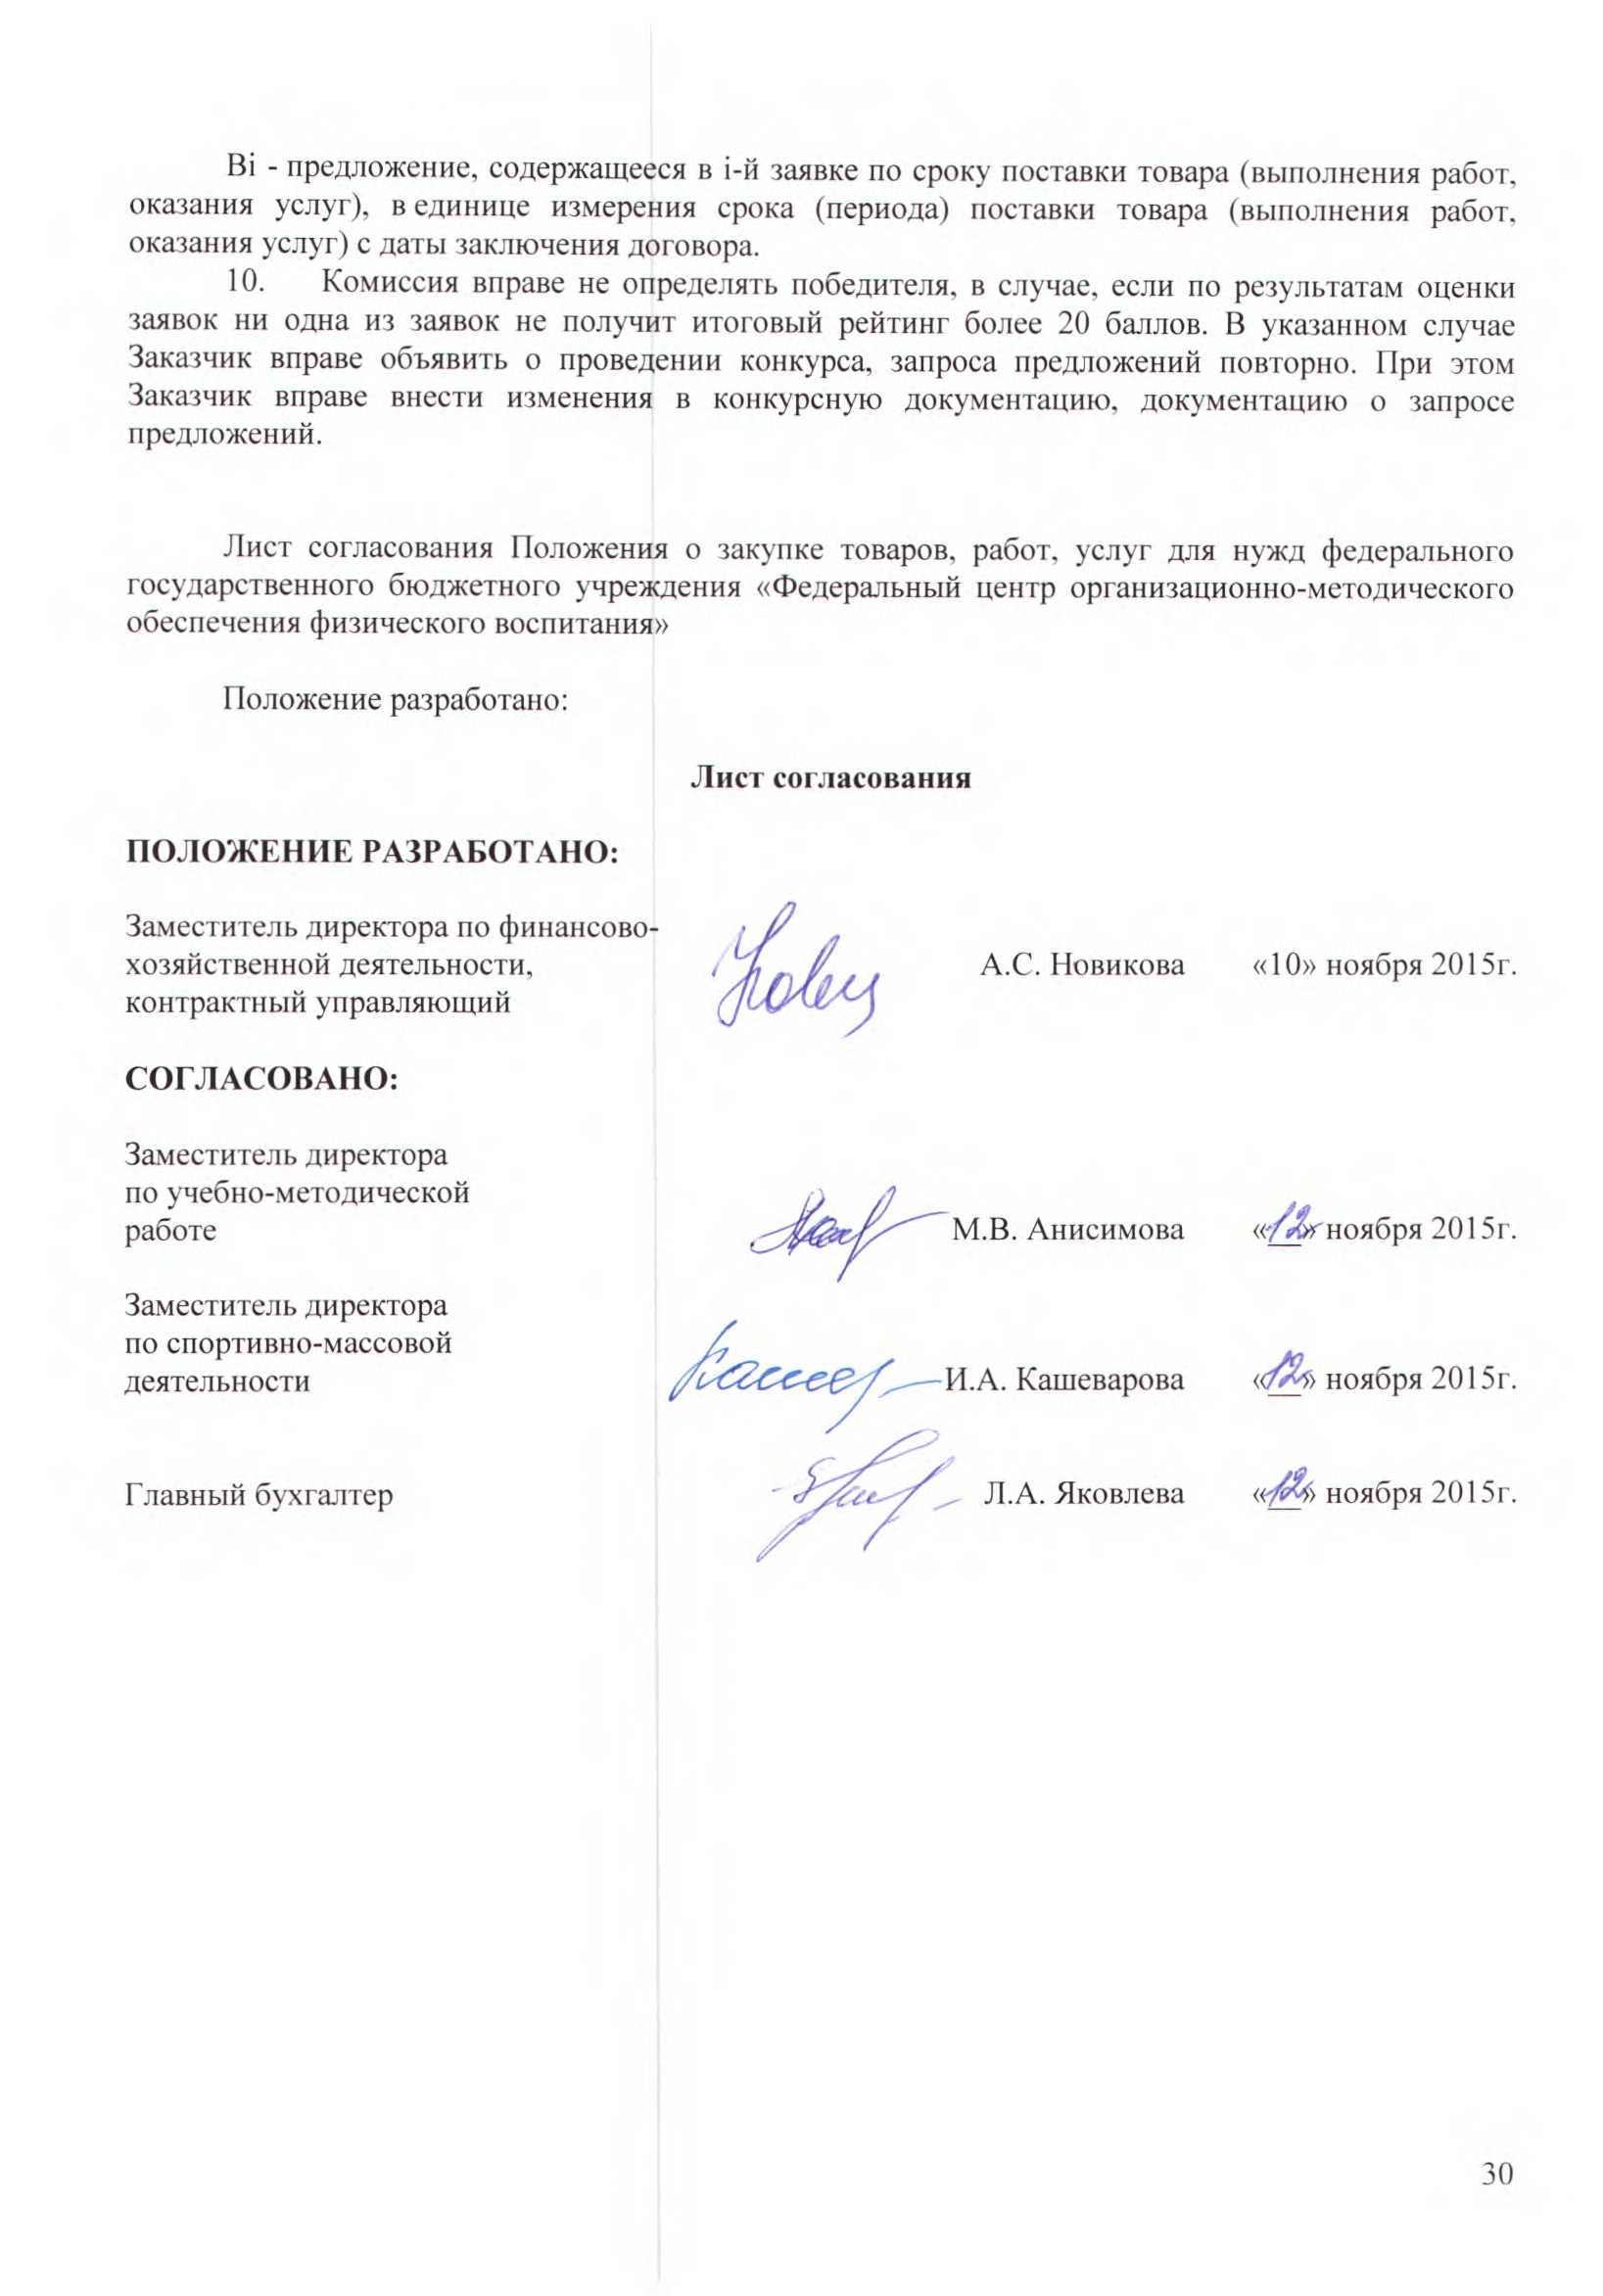 Bi - предложение, содержащееся в i-й заявке по сроку поставки товара (выполнения работ,
оказания услуг), в единице измерения срока (периода) поставки товара (выполнения работ,
оказания услуг) с даты заключения договора.
10. Комиссия вправе не определять победителя, в случае, если по результатам оценки
заявок ни одна из заявок не получит итоговый рейтинг более 20 баллов. В указанном случае
Заказчик вправе объявить о проведении конкурса, запроса предложений повторно. При этом
Заказчик вправе внести изменения в конкурсную документацию, документацию о запросе
предложений.
Лист согласования Положения о закупке товаров, работ, услуг для нужд федерального
государственного бюджетного учреждения «Федеральный центр организационно-методического
обеспечения физического воспитания»
Положение разработано:
Лист согласования
ПОЛОЖЕНИЕ РАЗРАБОТАНО:
Заместитель директора по финансово-
хозяйственной деятельности, А.С. Новикова «10» ноября 2015г.
контрактный управляющий
СОГЛАСОВАНО:
Заместитель директора
по учебно-методической
работе М.В. Анисимова «12» ноября 2015г.
Заместитель директора
по спортивно-массовой
деятельности И.А. Кашеварова «12» ноября 2015г.
Главный бухгалтер Л.А. Яковлева «12» ноября 2015г.
30